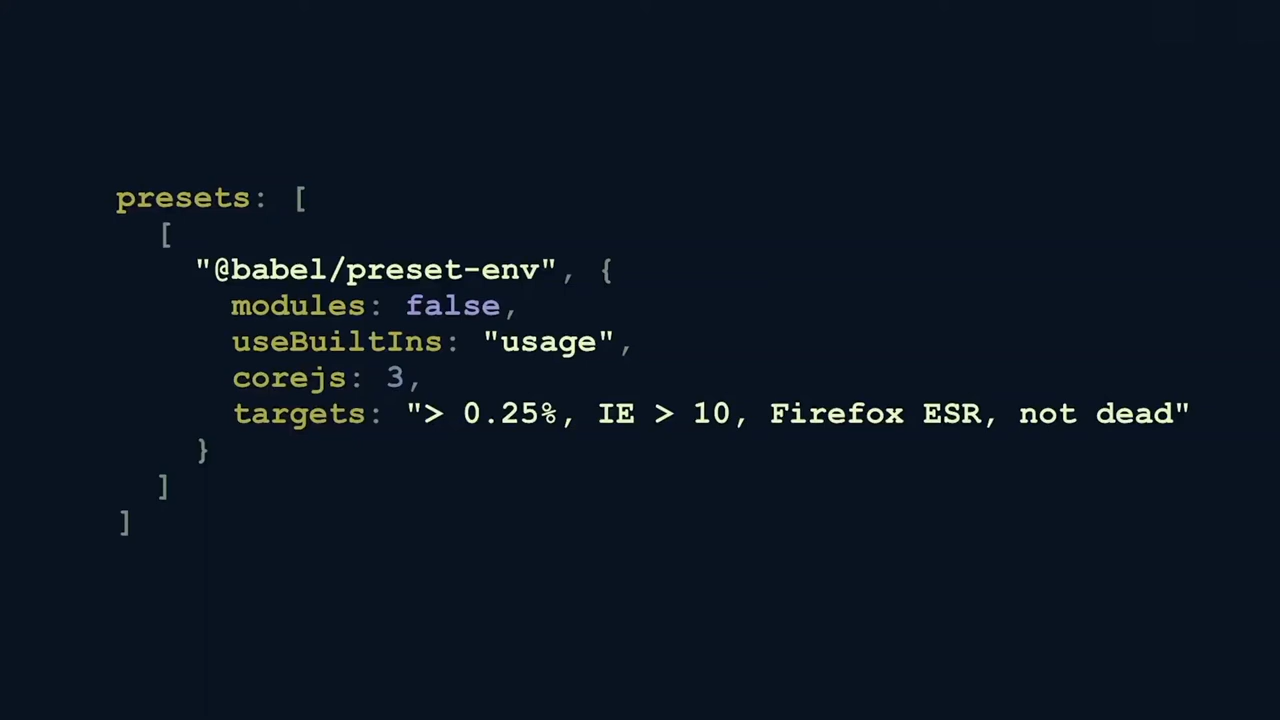 presets: [
[
"@babel/preset-env", {
modules: false,
useBuiltIns: "usage",
corejs: 3,
targets: "> 0.25%, IE > 10, Firefox ESR, not dead"
}
]
]